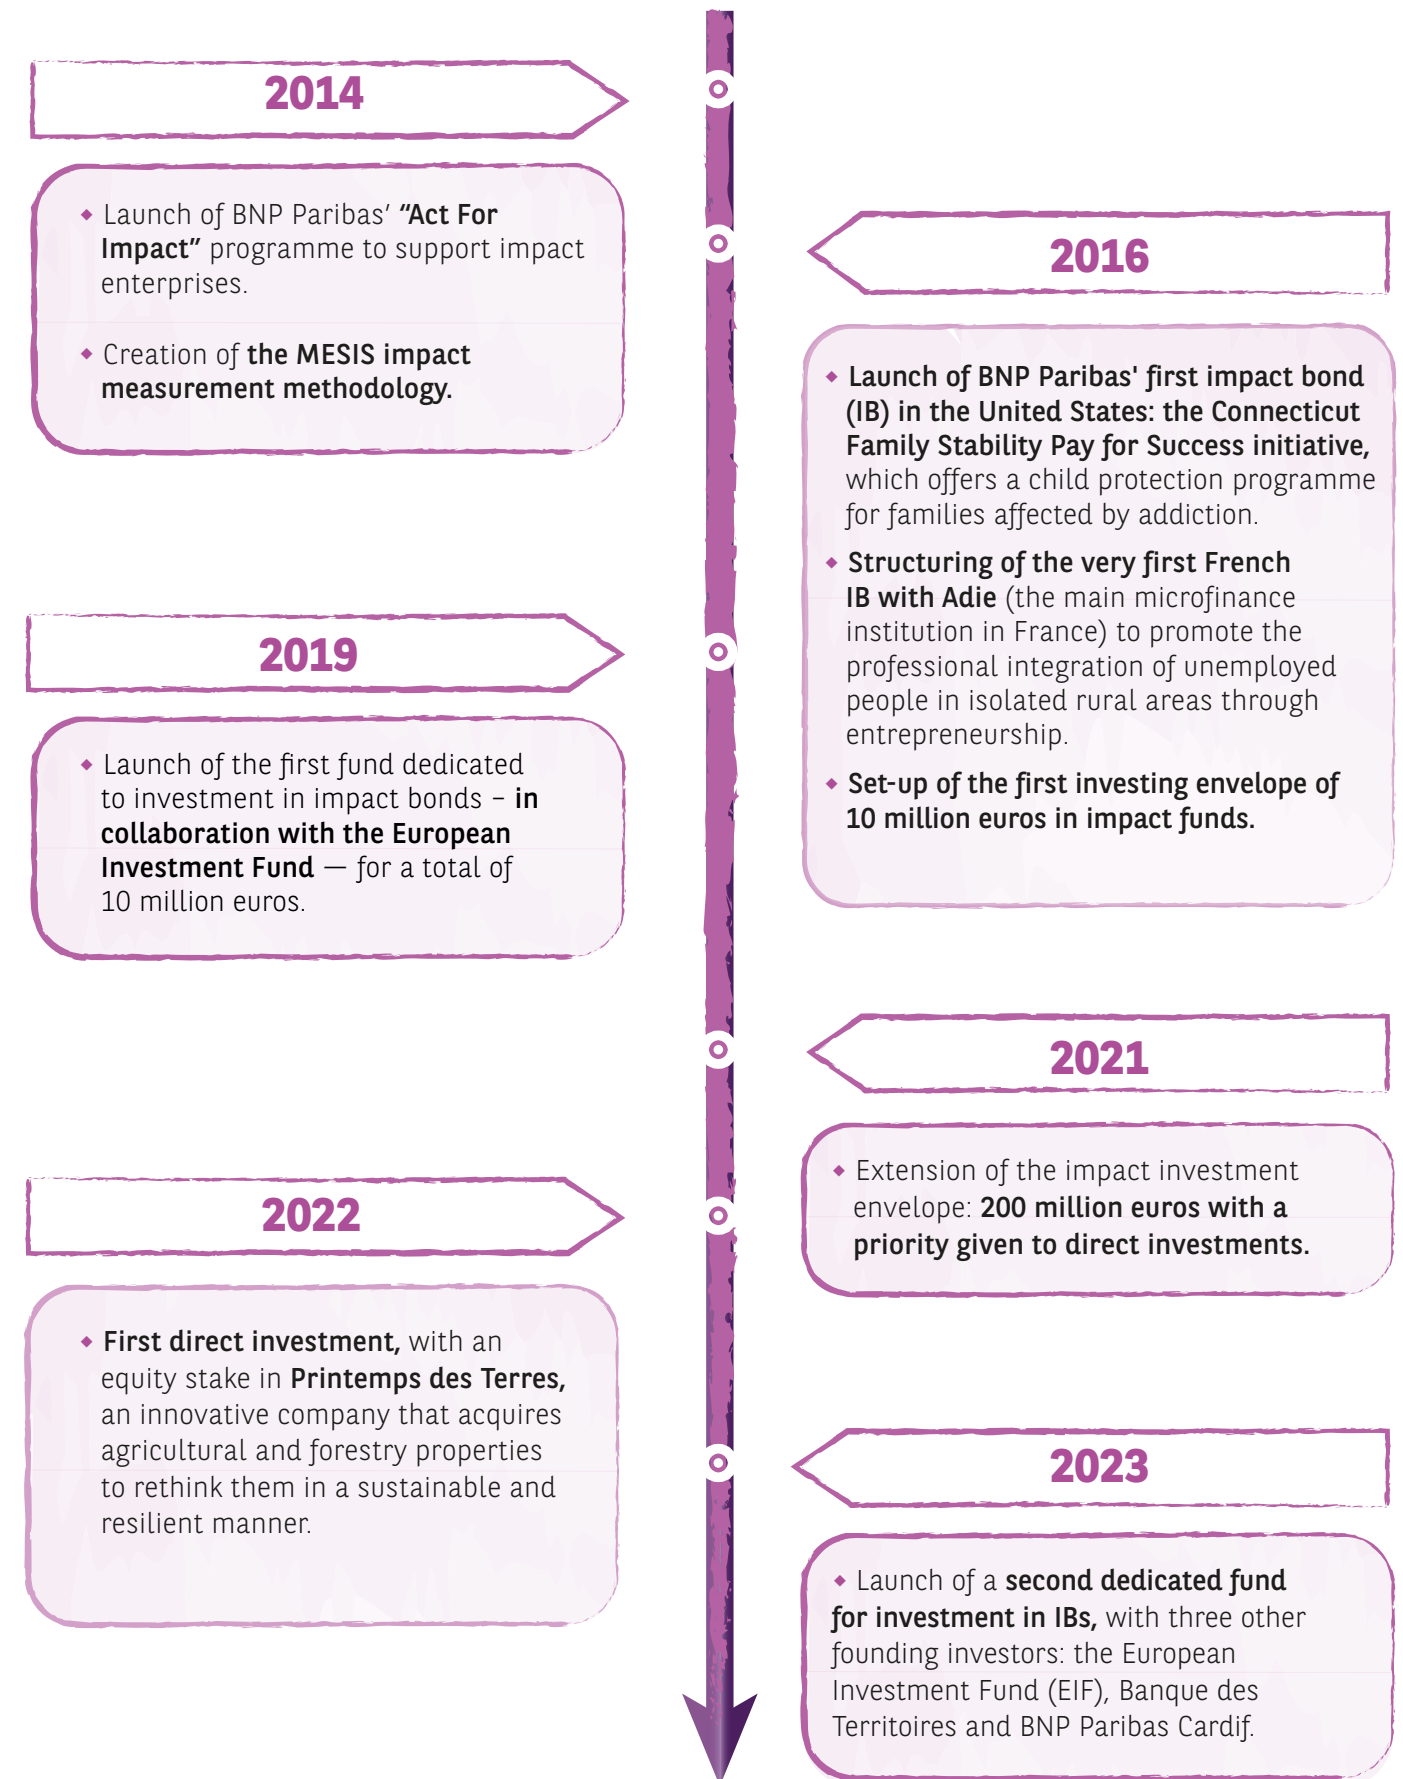 2014
◆ Launch of BNP Paribas’ “Act For
Impact” programme to support impact
enterprises.
◆ Creation of the MESIS impact
measurement methodology.
2016
◆ Launch of BNP Paribas' first impact bond
(IB) in the United States: the Connecticut
Family Stability Pay for Success initiative,
which offers a child protection programme
for families affected by addiction.
◆ Structuring of the very first French
IB with Adie (the main microfinance
institution in France) to promote the
professional integration of unemployed
people in isolated rural areas through
entrepreneurship.
◆ Set-up of the first investing envelope of
10 million euros in impact funds.
2019
◆ Launch of the first fund dedicated
to investment in impact bonds – in
collaboration with the European
Investment Fund — for a total of
10 million euros.
2021
◆ Extension of the impact investment
envelope: 200 million euros with a
priority given to direct investments.
2022
◆ First direct investment, with an
equity stake in Printemps des Terres,
an innovative company that acquires
agricultural and forestry properties
to rethink them in a sustainable and
resilient manner.
2023
◆ Launch of a second dedicated fund
for investment in IBs, with three other
founding investors: the European
Investment Fund (EIF), Banque des
Territoires and BNP Paribas Cardif.